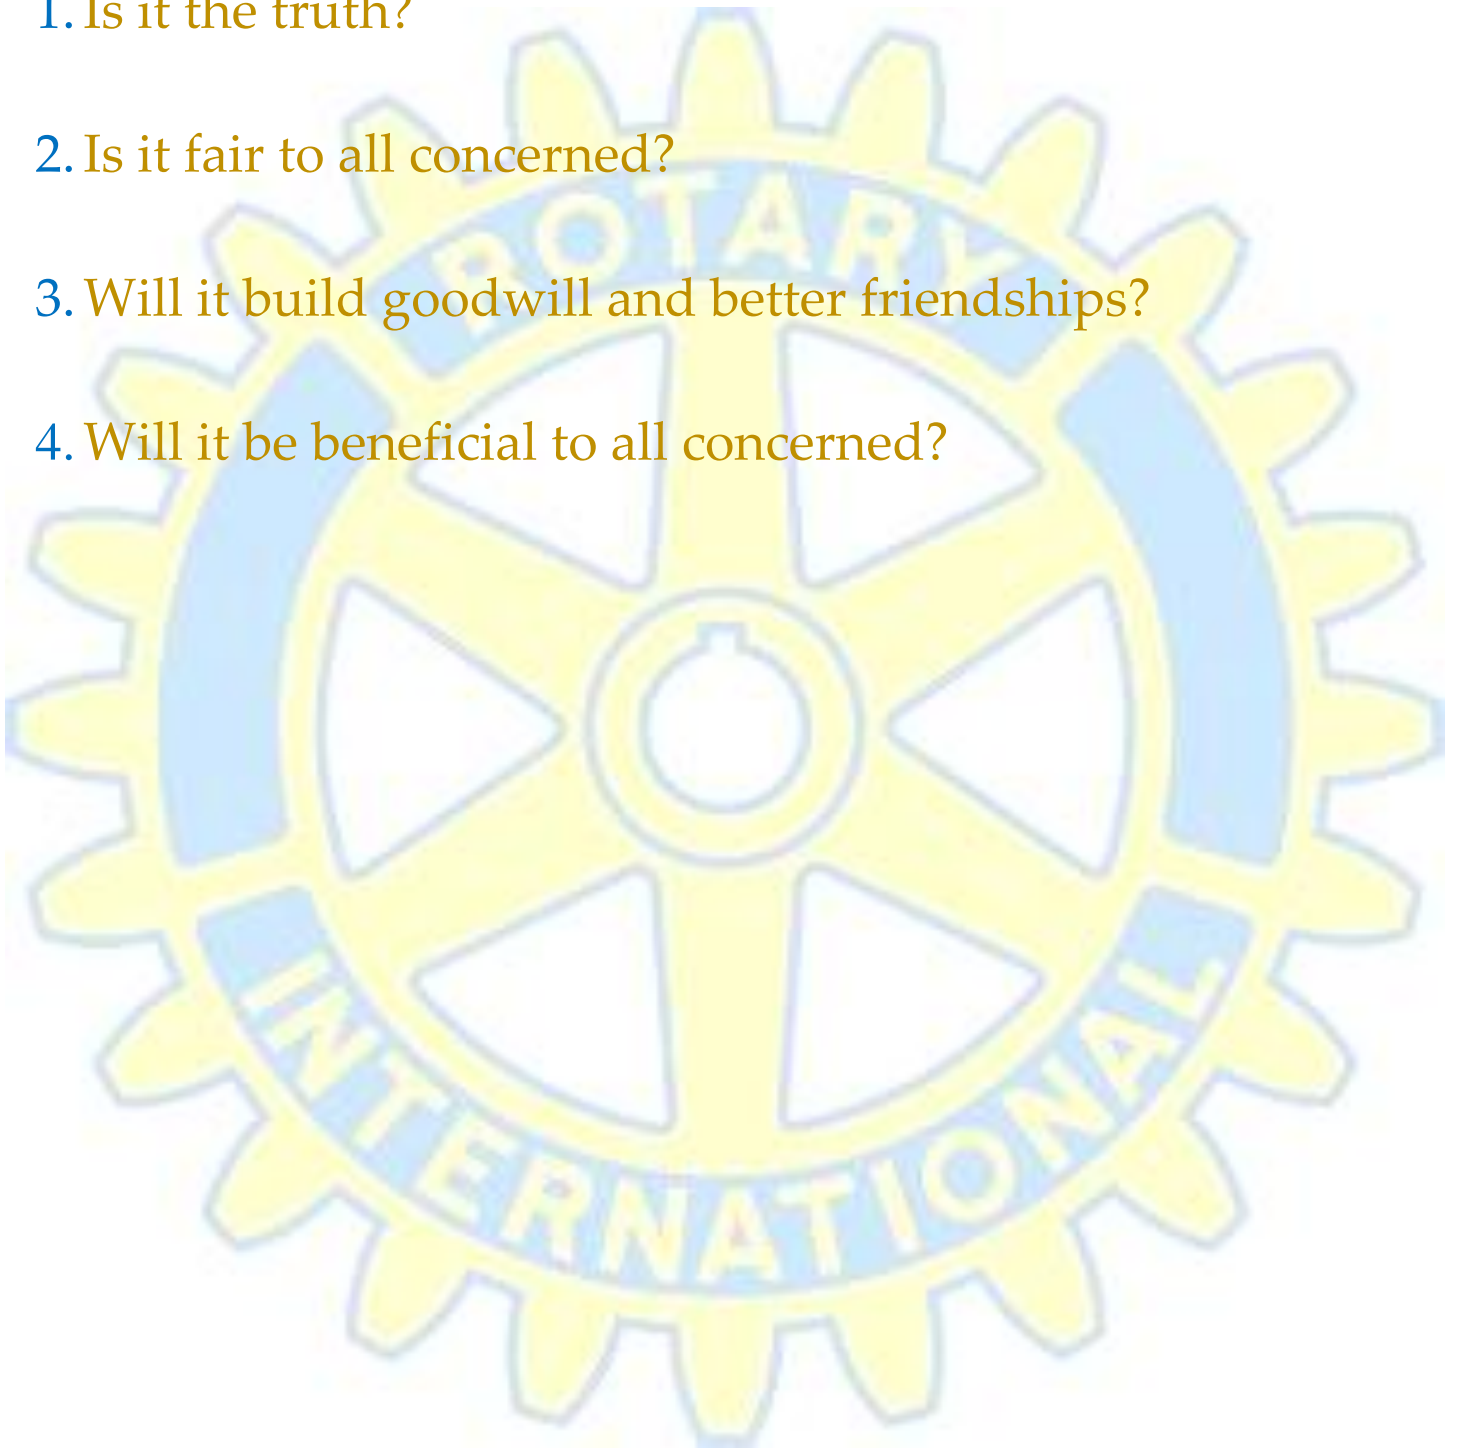 1. Is it the truth?
2. Is it fair to all concerned?
ROTARY
3. Will it build goodwill and better friendships?
4. Will it be beneficial to all concerned?
INTERNATIONAL